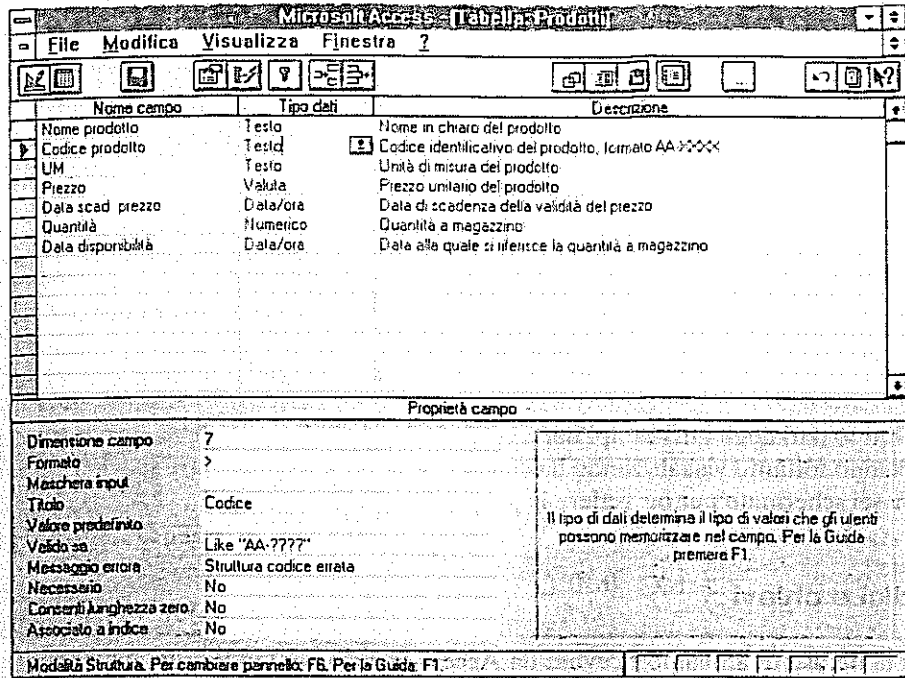 Microsoft Access - [Tabella: Prodotti]
File Modifica Visualizza Finestra ?
Nome campo Tipo dati Descrizione
Nome prodotto Testo Nome in chiaro del prodotto
Codice prodotto Testo Codice identificativo del prodotto, formato AA-XXXX
UM Testo Unità di misura del prodotto
Prezzo Valuta Prezzo unitario del prodotto
Data scad prezzo Data/ora Data di scadenza della validità del prezzo
Quantità Numerico Quantità a magazzino
Data disponibilità Data/ora Data alla quale si riferisce la quantità a magazzino
Proprietà campo
Dimensione campo 7
Formato >
Maschera input
Titolo Codice
Valore predefinito
Valido se Like "AA-????"
Messaggio errore Struttura codice errata
Necessario No
Consenti lunghezza zero No
Associato a indice No
Il tipo di dati determina il tipo di valori che gli utenti
possono memorizzare nel campo. Per la Guida
premere F1.
Modalità Struttura. Per cambiare pannello: F6. Per la Guida: F1.